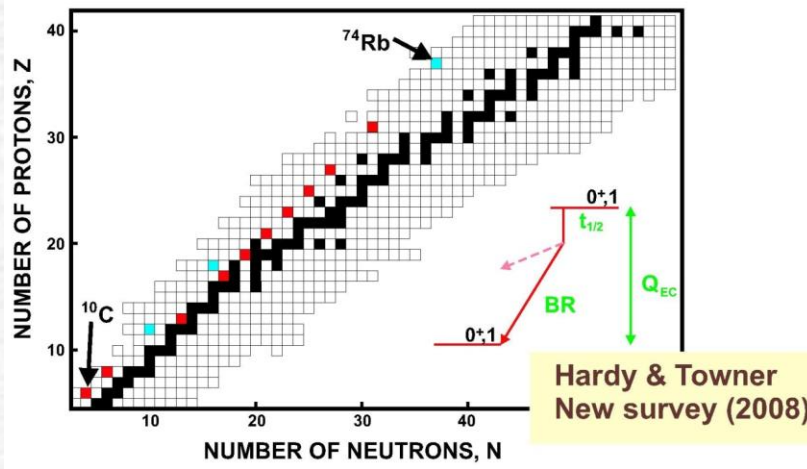 40
⁷⁴Rb
NUMBER OF PROTONS, Z
30
0⁺,1
t₁/₂
20
Q_EC
BR
¹⁰C
10
0⁺,1
Hardy & Towner
New survey (2008)
10 20 30 40
NUMBER OF NEUTRONS, N